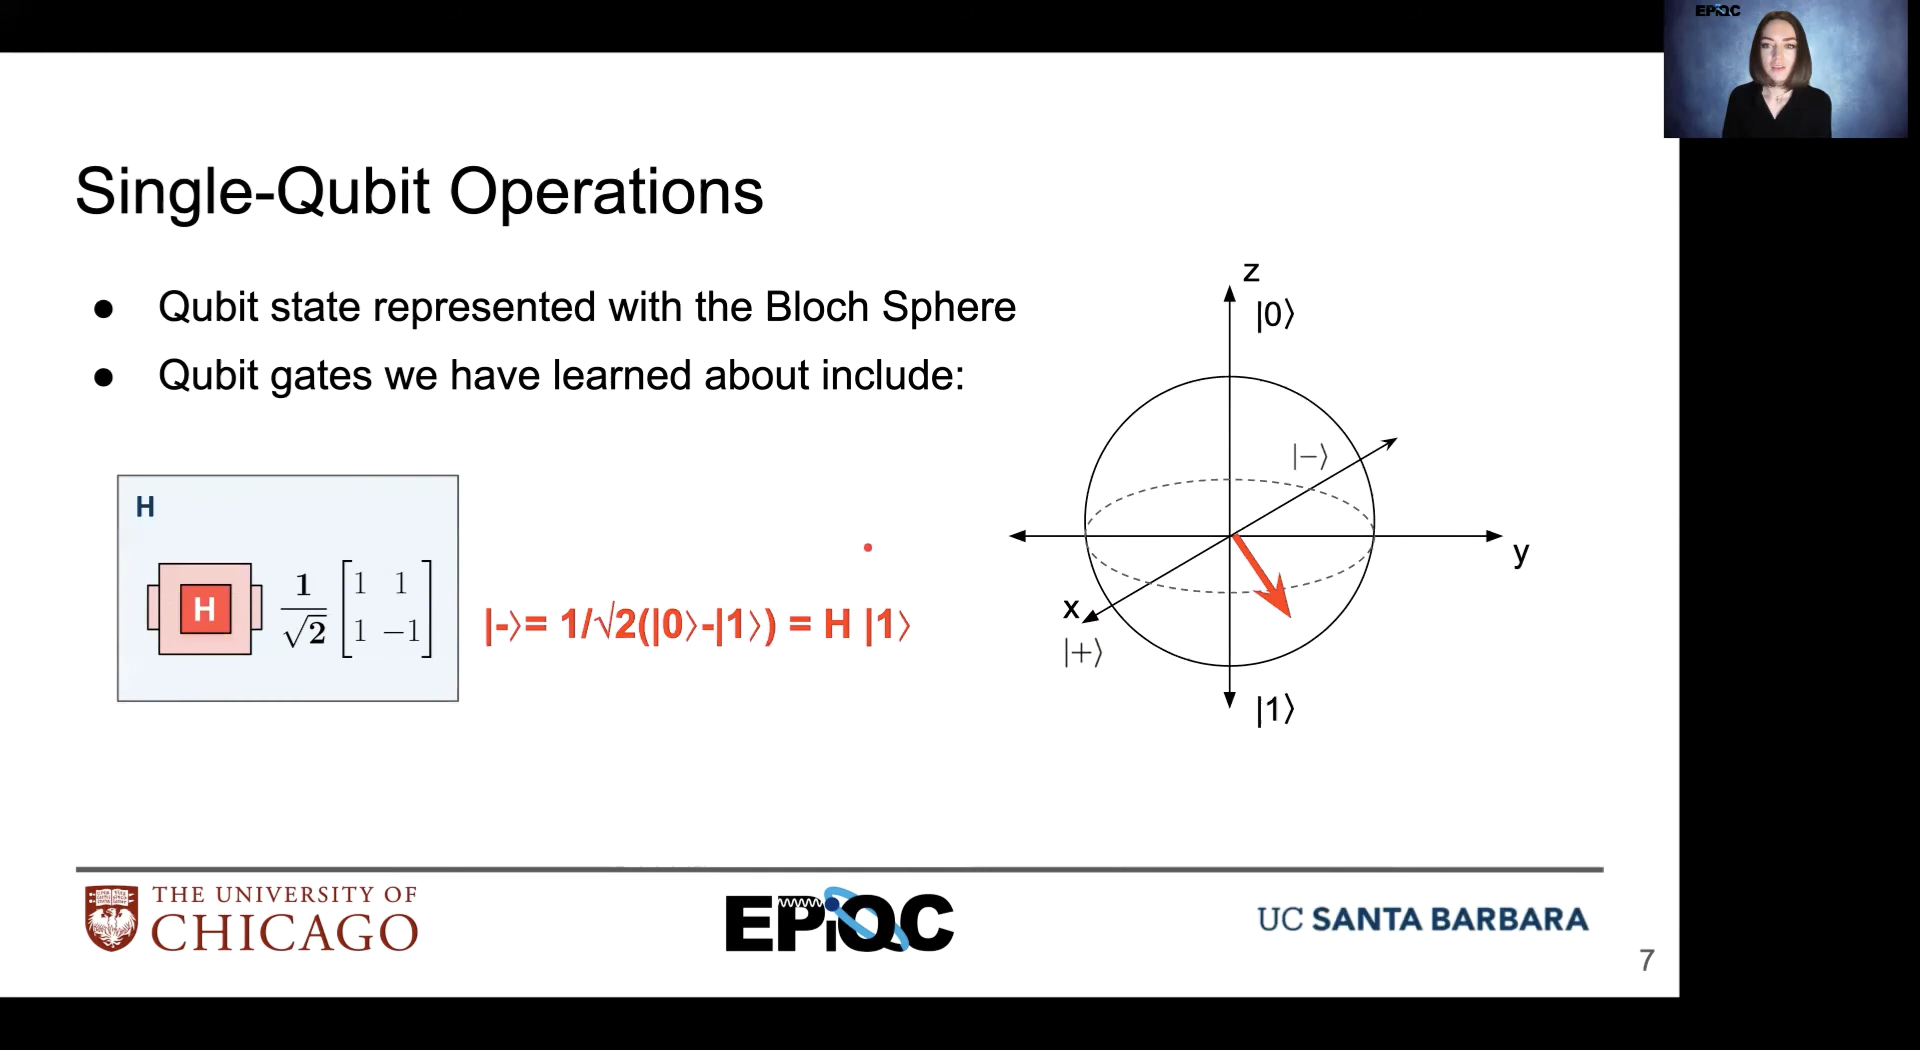 EPiQC
Single-Qubit Operations
● Qubit state represented with the Bloch Sphere
● Qubit gates we have learned about include:
H
H
1/√2 [1 1
1 −1]
|-⟩= 1/√2(|0⟩-|1⟩) = H |1⟩
z
|0⟩
|−⟩
y
x
|+⟩
|1⟩
THE UNIVERSITY OF
CHICAGO
EPiQC
UC SANTA BARBARA
7